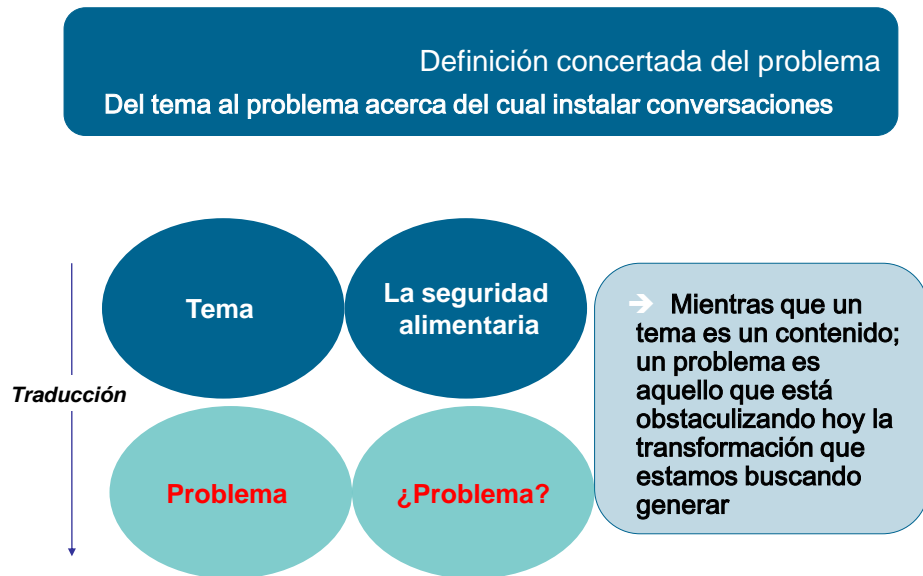 Definición concertada del problema
Del tema al problema acerca del cual instalar conversaciones
Tema
La seguridad
alimentaria
Traducción
Problema
¿Problema?
➔ Mientras que un
tema es un contenido;
un problema es
aquello que está
obstaculizando hoy la
transformación que
estamos buscando
generar